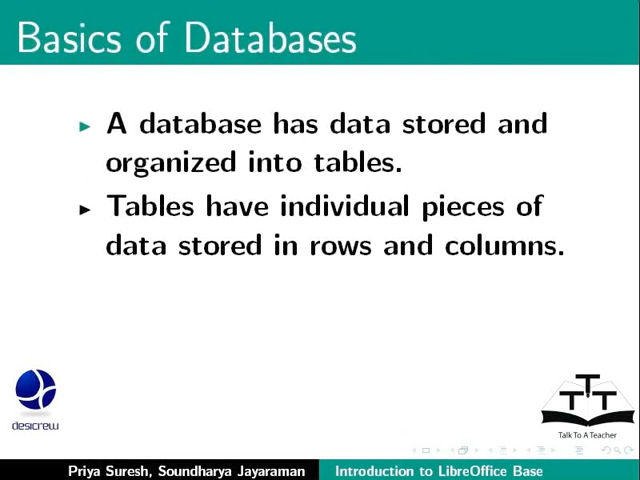 Basics of Databases
A database has data stored and
organized into tables.
Tables have individual pieces of
data stored in rows and columns.
desicrew
T T T
Talk To A Teacher
Priya Suresh, Soundharya Jayaraman Introduction to LibreOffice Base